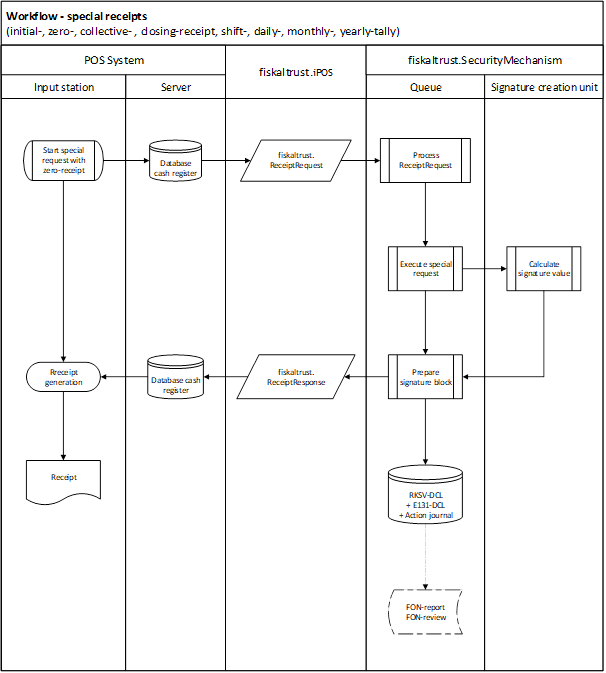 Workflow - special receipts
(initial-, zero-, collective- , closing-receipt, shift-, daily-, monthly-, yearly-tally)
POS System
fiskaltrust.iPOS
fiskaltrust.SecurityMechanism
Input station
Server
Queue
Signature creation unit
Start special
request with
zero-receipt
Database
cash register
fiskaltrust.
ReceiptRequest
Process
ReceiptRequest
Execute special
request
Calculate
signature value
Rreceipt
generation
Database cash
register
fiskaltrust.
ReceiptResponse
Prepare
signature block
Receipt
RKSV-DCL
+ E131-DCL
+ Action journal
FON-report
FON-review